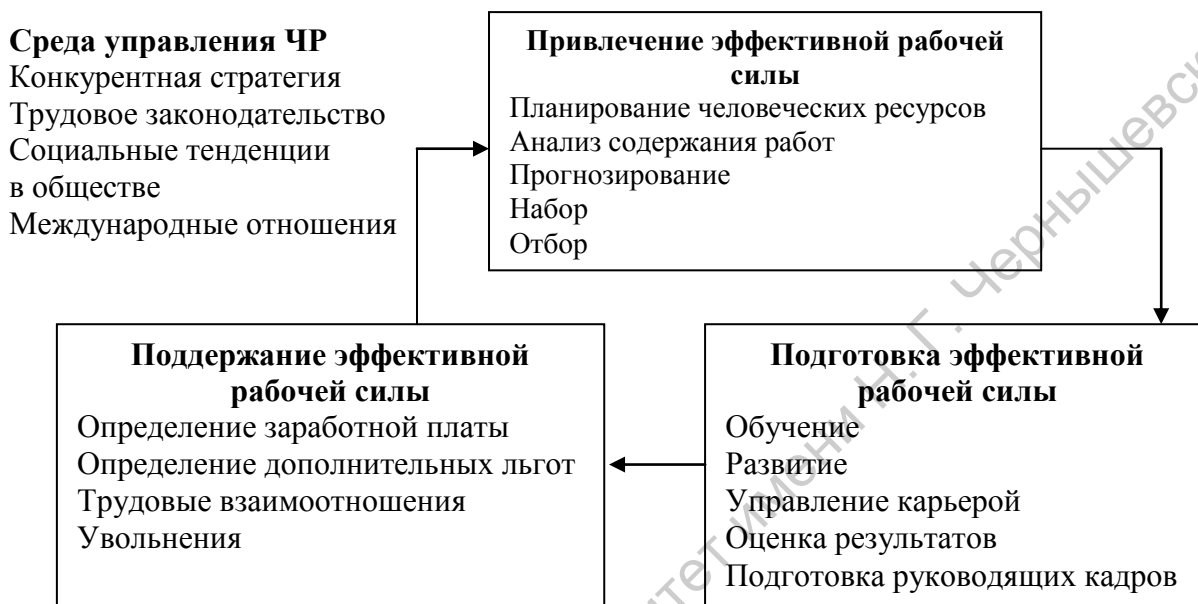 Среда управления ЧР
Конкурентная стратегия
Трудовое законодательство
Социальные тенденции
в обществе
Международные отношения
Привлечение эффективной рабочей
силы
Планирование человеческих ресурсов
Анализ содержания работ
Прогнозирование
Набор
Отбор
Поддержание эффективной
рабочей силы
Определение заработной платы
Определение дополнительных льгот
Трудовые взаимоотношения
Увольнения
Подготовка эффективной
рабочей силы
Обучение
Развитие
Управление карьерой
Оценка результатов
Подготовка руководящих кадров
имени Н. Г.